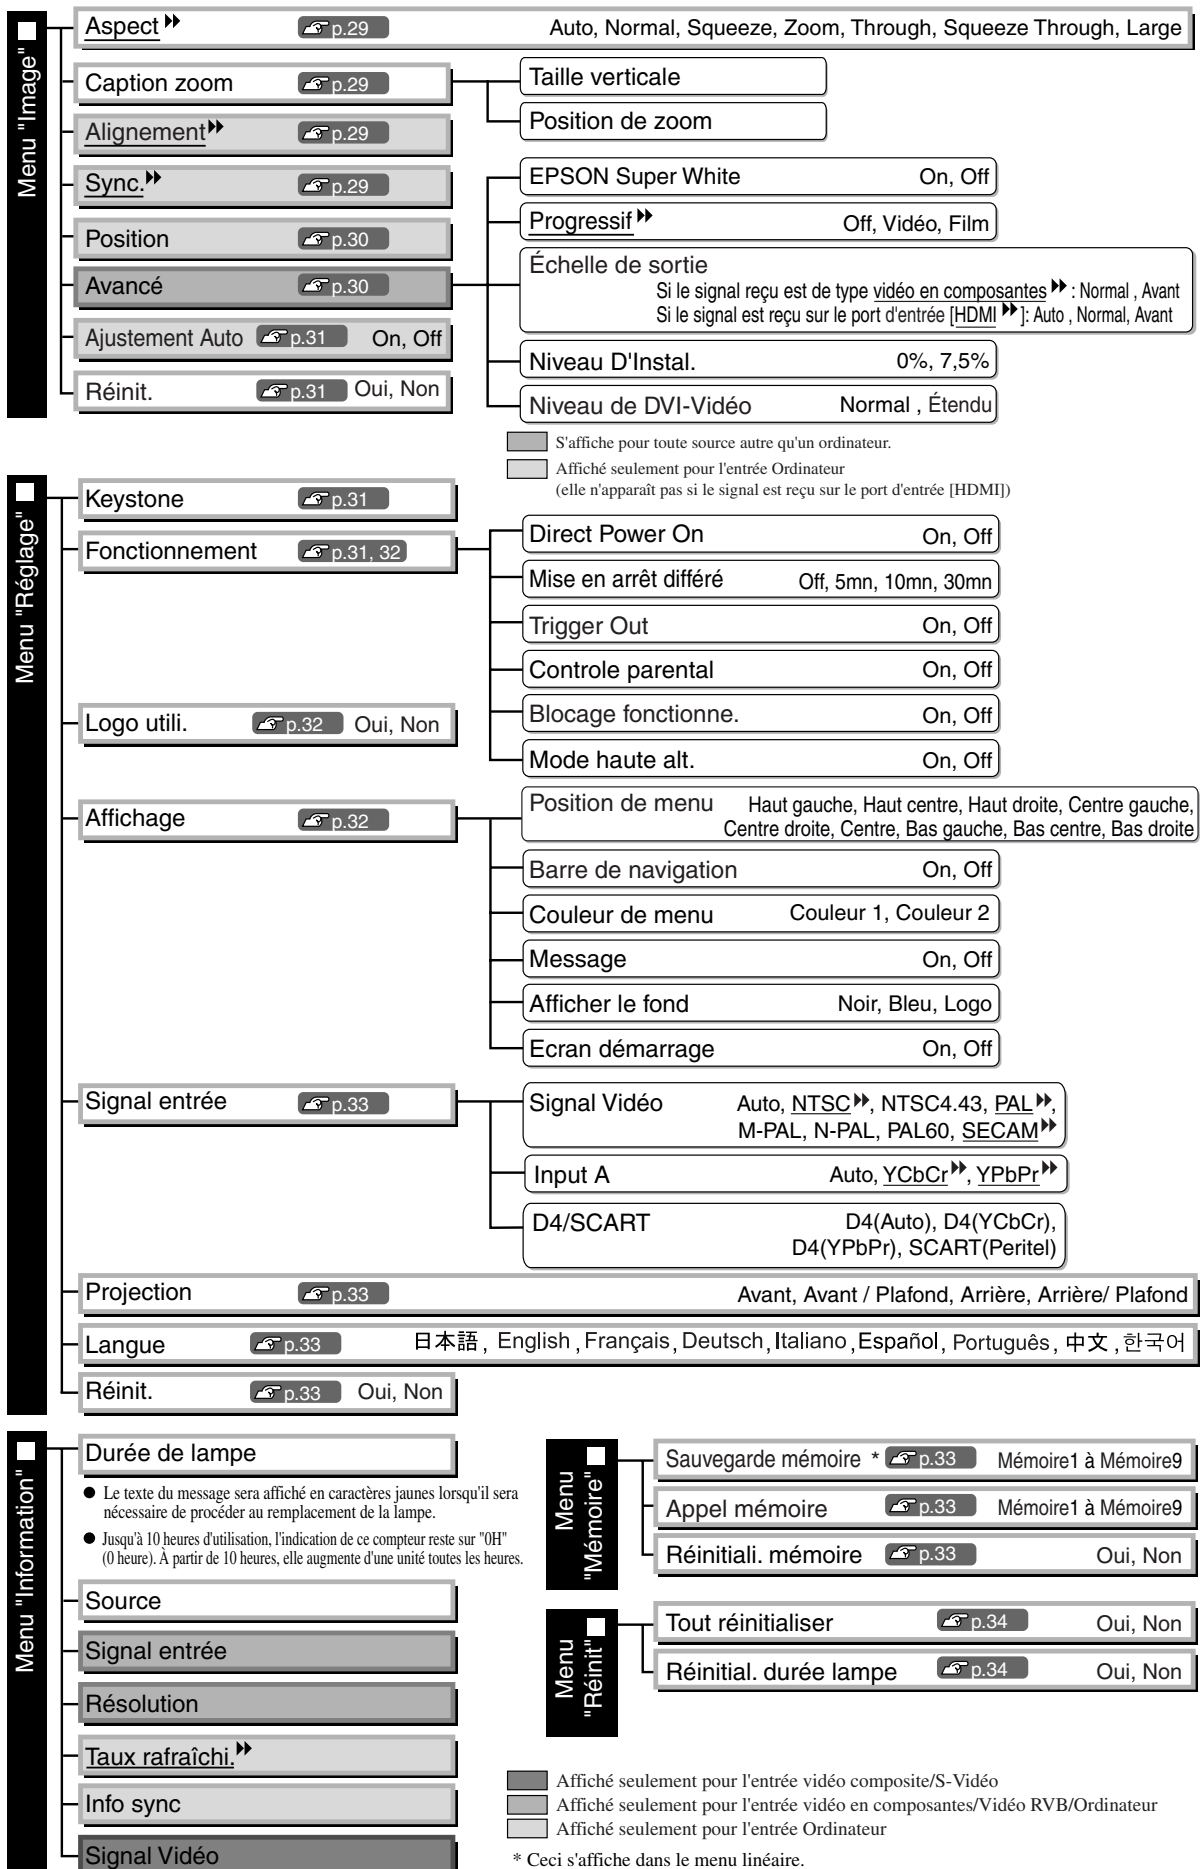 Menu "Image"
Aspect p.29 Auto, Normal, Squeeze, Zoom, Through, Squeeze Through, Large
Caption zoom p.29
Taille verticale
Position de zoom
Alignement p.29
Sync. p.29
Position p.30
Avancé p.30
EPSON Super White On, Off
Progressif Off, Vidéo, Film
Échelle de sortie
Si le signal reçu est de type vidéo en composantes : Normal , Avant
Si le signal est reçu sur le port d'entrée [HDMI ]: Auto , Normal, Avant
Niveau D'Instal. 0%, 7,5%
Niveau de DVI-Vidéo Normal , Étendu
Ajustement Auto p.31 On, Off
Réinit. p.31 Oui, Non
S'affiche pour toute source autre qu'un ordinateur.
Affiché seulement pour l'entrée Ordinateur
(elle n'apparaît pas si le signal est reçu sur le port d'entrée [HDMI])
Menu "Réglage"
Keystone p.31
Fonctionnement p.31, 32
Direct Power On On, Off
Mise en arrêt différé Off, 5mn, 10mn, 30mn
Trigger Out On, Off
Controle parental On, Off
Blocage fonctionne. On, Off
Mode haute alt. On, Off
Logo utili. p.32 Oui, Non
Affichage p.32
Position de menu Haut gauche, Haut centre, Haut droite, Centre gauche,
Centre droite, Centre, Bas gauche, Bas centre, Bas droite
Barre de navigation On, Off
Couleur de menu Couleur 1, Couleur 2
Message On, Off
Afficher le fond Noir, Bleu, Logo
Ecran démarrage On, Off
Signal entrée p.33
Signal Vidéo Auto, NTSC , NTSC4.43, PAL ,
M-PAL, N-PAL, PAL60, SECAM
Input A Auto, YCbCr , YPbPr
D4/SCART D4(Auto), D4(YCbCr),
D4(YPbPr), SCART(Peritel)
Projection p.33 Avant, Avant / Plafond, Arrière, Arrière/ Plafond
Langue p.33 日本語, English, Français, Deutsch, Italiano, Español, Português, 中文, 한국어
Réinit. p.33 Oui, Non
Menu "Information"
Durée de lampe
● Le texte du message sera affiché en caractères jaunes lorsqu'il sera
nécessaire de procéder au remplacement de la lampe.
● Jusqu'à 10 heures d'utilisation, l'indication de ce compteur reste sur "0H"
(0 heure). À partir de 10 heures, elle augmente d'une unité toutes les heures.
Source
Signal entrée
Résolution
Taux rafraîchi.
Info sync
Signal Vidéo
Menu
"Mémoire"
Sauvegarde mémoire * p.33 Mémoire1 à Mémoire9
Appel mémoire p.33 Mémoire1 à Mémoire9
Réinitiali. mémoire p.33 Oui, Non
Menu
"Réinit"
Tout réinitialiser p.34 Oui, Non
Réinitial. durée lampe p.34 Oui, Non
Affiché seulement pour l'entrée vidéo composite/S-Vidéo
Affiché seulement pour l'entrée vidéo en composantes/Vidéo RVB/Ordinateur
Affiché seulement pour l'entrée Ordinateur
* Ceci s'affiche dans le menu linéaire.